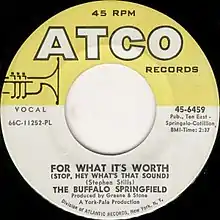 45 RPM
ATCO
RECORDS
VOCAL
45-6459
66C-11252-PL
Pub., Ten East -
Springalo-Cotillion
BMI-Time: 2:37
FOR WHAT IT'S WORTH
(STOP, HEY WHAT'S THAT SOUND)
(Stephen Stills)
THE BUFFALO SPRINGFIELD
Produced by Greene & Stone
A York-Pala Production
DIVISION OF ATLANTIC RECORDS, NEW YORK, N. Y.